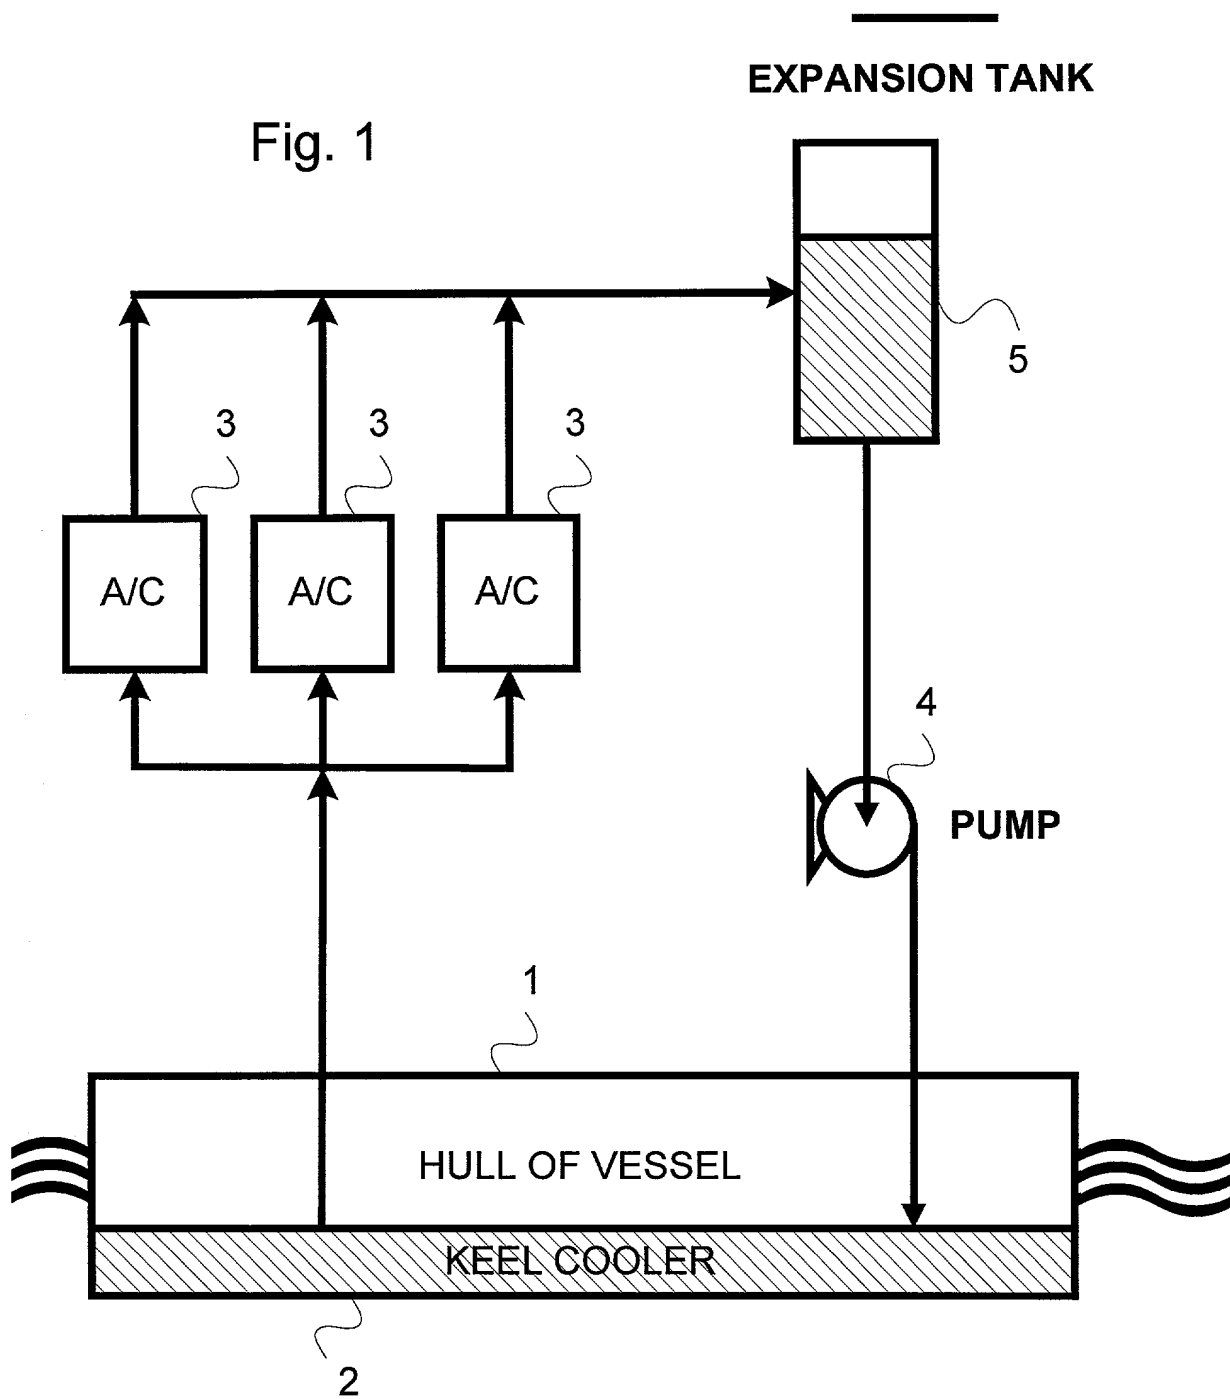 EXPANSION TANK
Fig. 1
5
3 3 3
A/C A/C A/C
4
PUMP
1
HULL OF VESSEL
KEEL COOLER
2